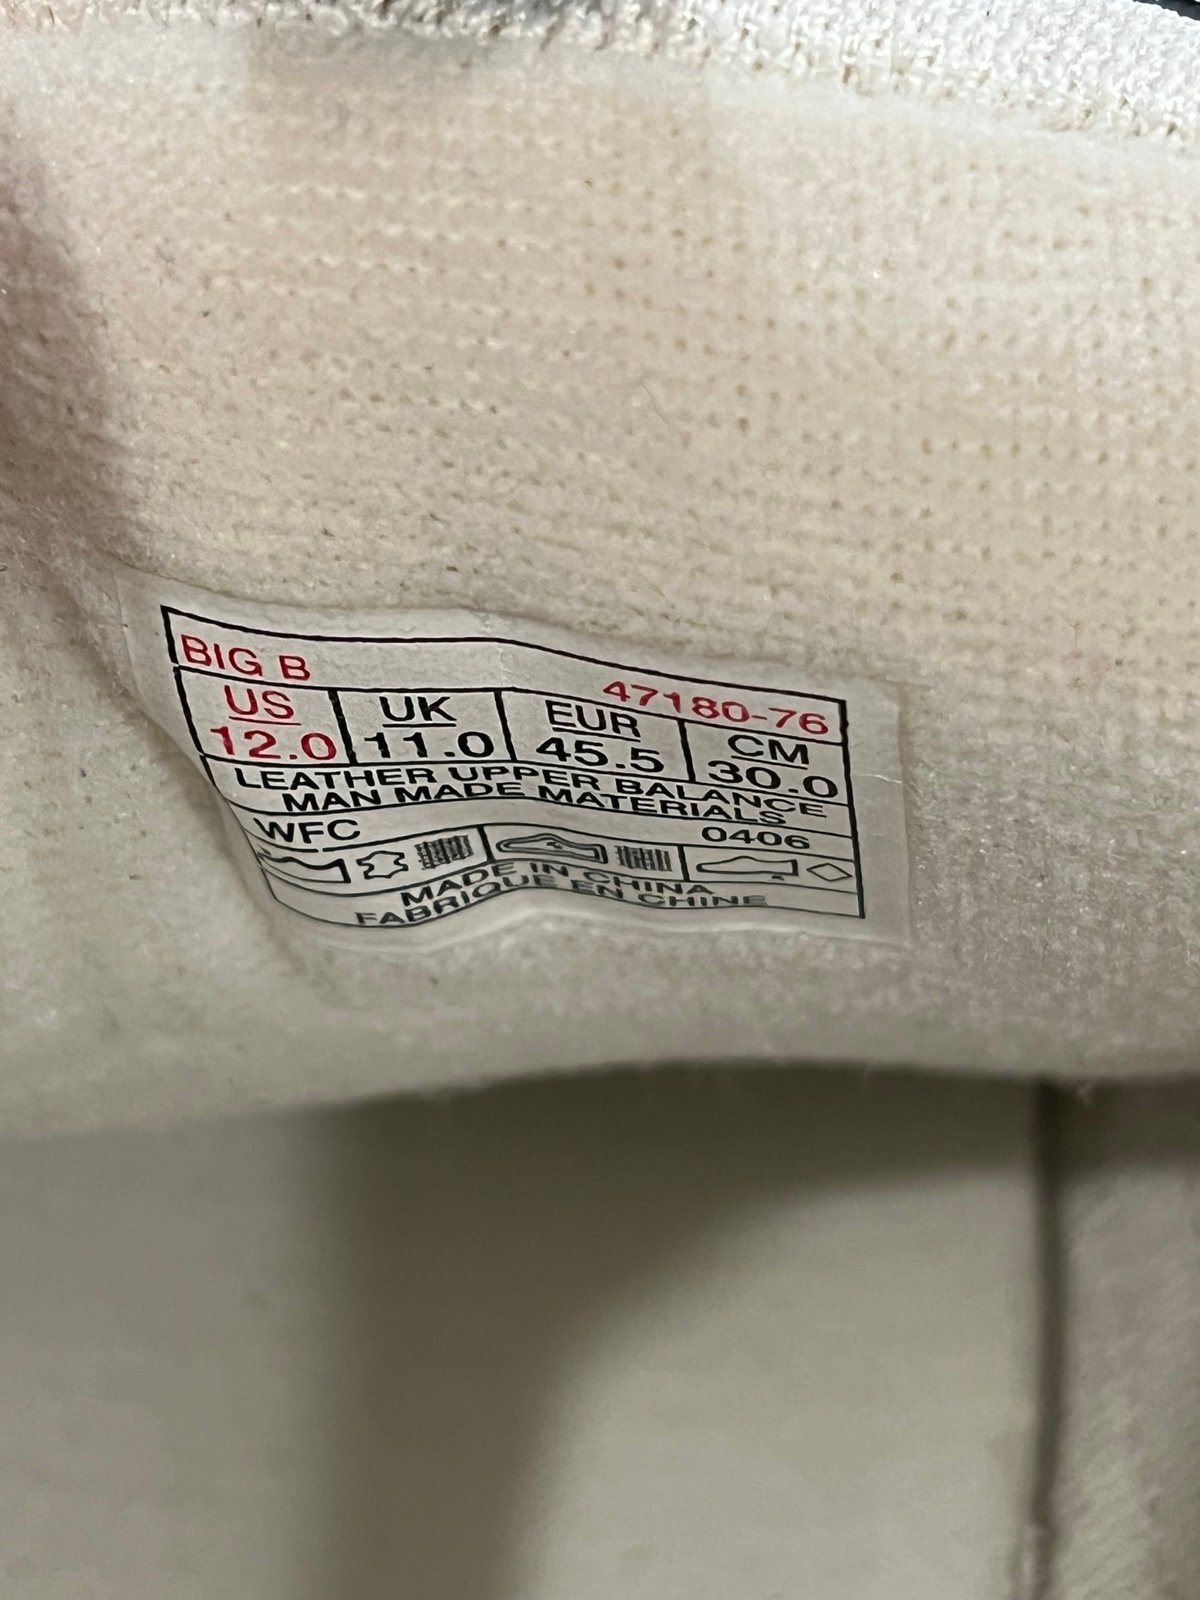 BIG B 47180-76
US UK EUR CM
12.0 11.0 45.5 30.0
LEATHER UPPER BALANCE
MAN MADE MATERIALS
WFC 0406
MADE IN CHINA
FABRIQUE EN CHINE